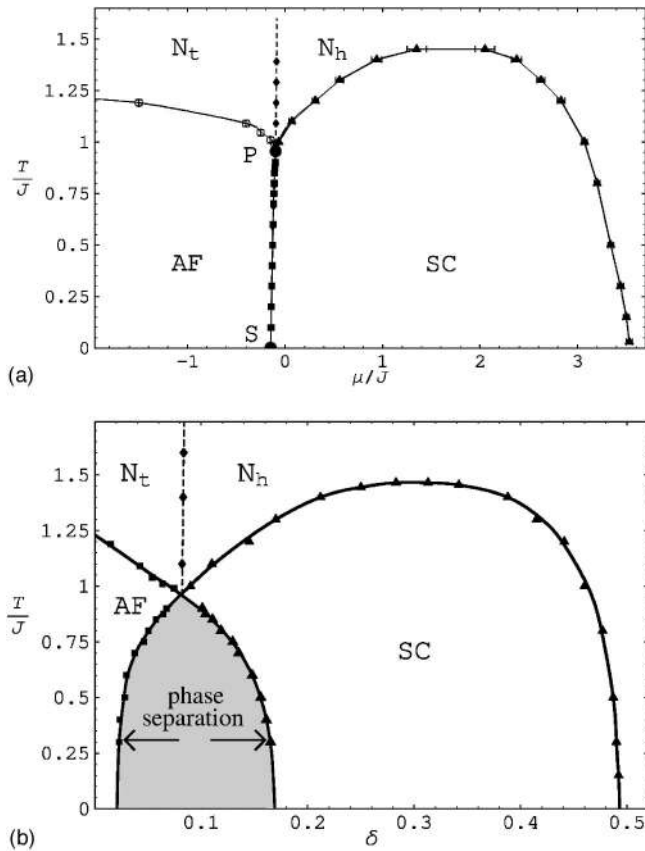 1.5
N_t
N_h
1.25
1
P
T/J
0.75
0.5
AF
SC
0.25
S
0
-1
0
1
2
3
(a)
μ/J
1.5
N_t
N_h
1.25
1
T/J
AF
0.75
SC
phase
separation
0.5
0.25
0
0.1
0.2
0.3
0.4
0.5
(b)
δ